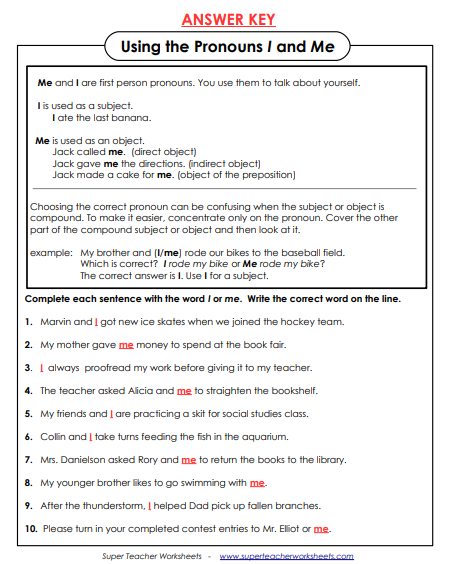 ANSWER KEY
Using the Pronouns I and Me
Me and I are first person pronouns. You use them to talk about yourself.
I is used as a subject.
I ate the last banana.
Me is used as an object.
Jack called me. (direct object)
Jack gave me the directions. (indirect object)
Jack made a cake for me. (object of the preposition)
Choosing the correct pronoun can be confusing when the subject or object is
compound. To make it easier, concentrate only on the pronoun. Cover the other
part of the compound subject or object and then look at it.
example: My brother and (I/me) rode our bikes to the baseball field.
Which is correct? I rode my bike or Me rode my bike?
The correct answer is I. Use I for a subject.
Complete each sentence with the word I or me. Write the correct word on the line.
1. Marvin and I got new ice skates when we joined the hockey team.
2. My mother gave me money to spend at the book fair.
3. I always proofread my work before giving it to my teacher.
4. The teacher asked Alicia and me to straighten the bookshelf.
5. My friends and I are practicing a skit for social studies class.
6. Collin and I take turns feeding the fish in the aquarium.
7. Mrs. Danielson asked Rory and me to return the books to the library.
8. My younger brother likes to go swimming with me.
9. After the thunderstorm, I helped Dad pick up fallen branches.
10. Please turn in your completed contest entries to Mr. Elliot or me.
Super Teacher Worksheets - www.superteacherworksheets.com